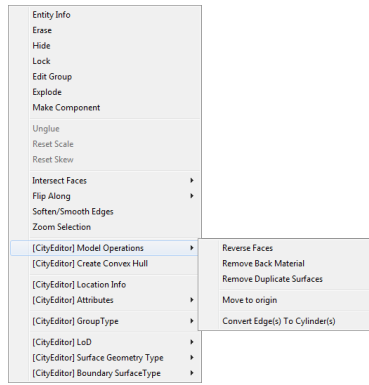 Entity Info
Erase
Hide
Lock
Edit Group
Explode
Make Component
Unglue
Reset Scale
Reset Skew
Intersect Faces
Flip Along
Soften/Smooth Edges
Zoom Selection
[CityEditor] Model Operations
[CityEditor] Create Convex Hull
[CityEditor] Location Info
[CityEditor] Attributes
[CityEditor] GroupType
[CityEditor] LoD
[CityEditor] Surface Geometry Type
[CityEditor] Boundary SurfaceType
Reverse Faces
Remove Back Material
Remove Duplicate Surfaces
Move to origin
Convert Edge(s) To Cylinder(s)